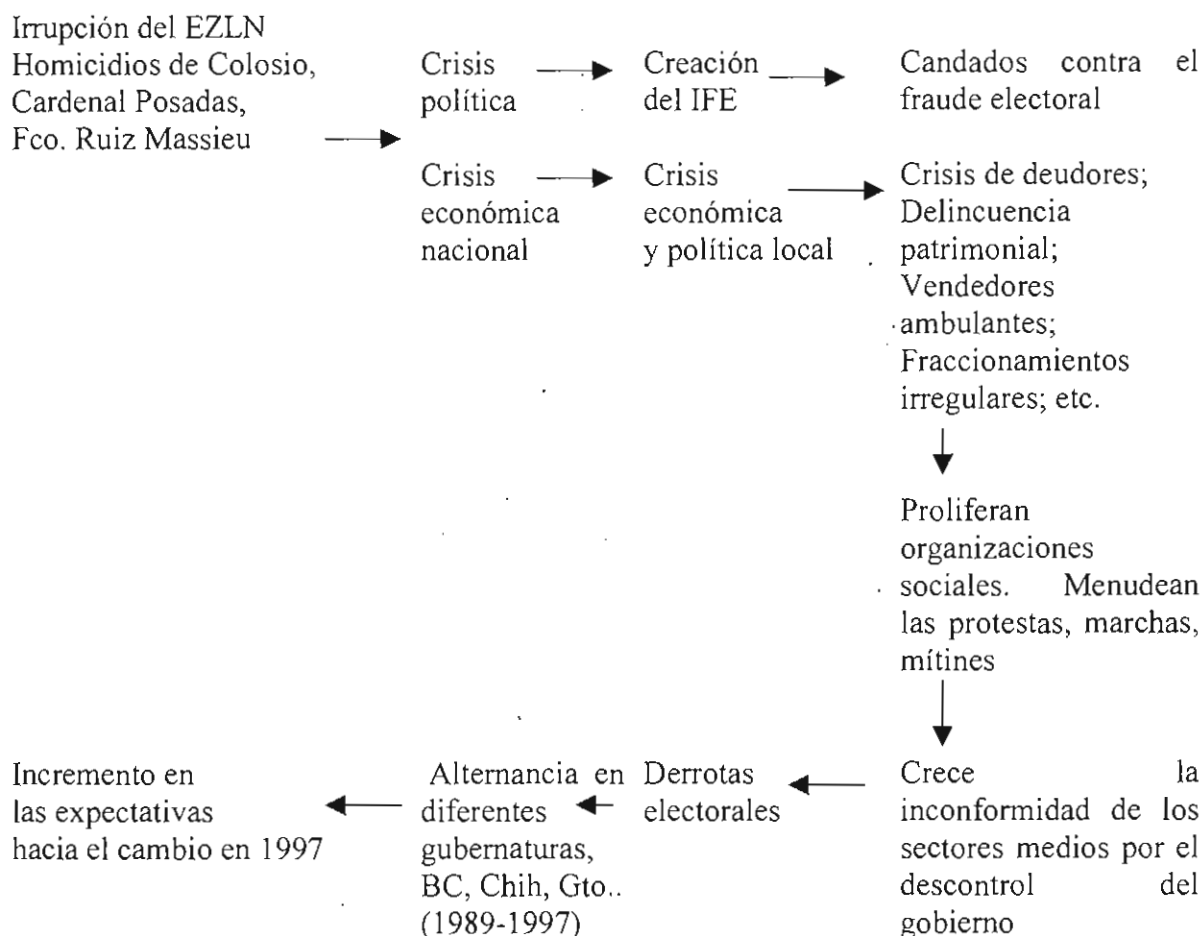 Irrupción del EZLN
Homicidios de Colosio,
Cardenal Posadas,
Fco. Ruiz Massieu
Crisis
política
Creación
del IFE
Candados contra el
fraude electoral
Crisis
económica
nacional
Crisis
económica
y política local
Crisis de deudores;
Delincuencia
patrimonial;
Vendedores
ambulantes;
Fraccionamientos
irregulares; etc.
Proliferan
organizaciones
sociales. Menudean
las protestas, marchas,
mítines
Crece la
inconformidad de los
sectores medios por el
descontrol del
gobierno
Derrotas
electorales
Alternancia en
diferentes
gubernaturas,
BC, Chih, Gto..
(1989-1997)
Incremento en
las expectativas
hacia el cambio en 1997